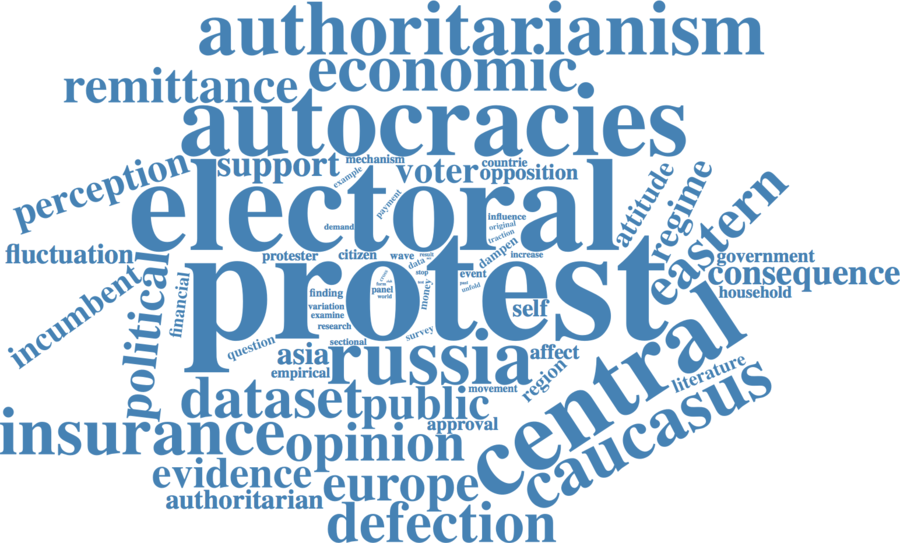 authoritarianism
remittance
economic
autocracies
support
mechanism
voter
countrie
opposition
perception
example
payment
electoral
attitude
regime
eastern
demand
influence
original
traction
fluctuation
protester
citizen
wave
result
data
stop
dampen
event
increase
unfold
government
consequence
household
incumbent
political
financial
protest
form
panel
world
money
finding
variation
examine
research
self
question
sectional
survey
asia
empirical
russia
affect
region
central
literature
caucasus
dataset
public
movement
approval
insurance
opinion
evidence
authoritarian
europe
defection